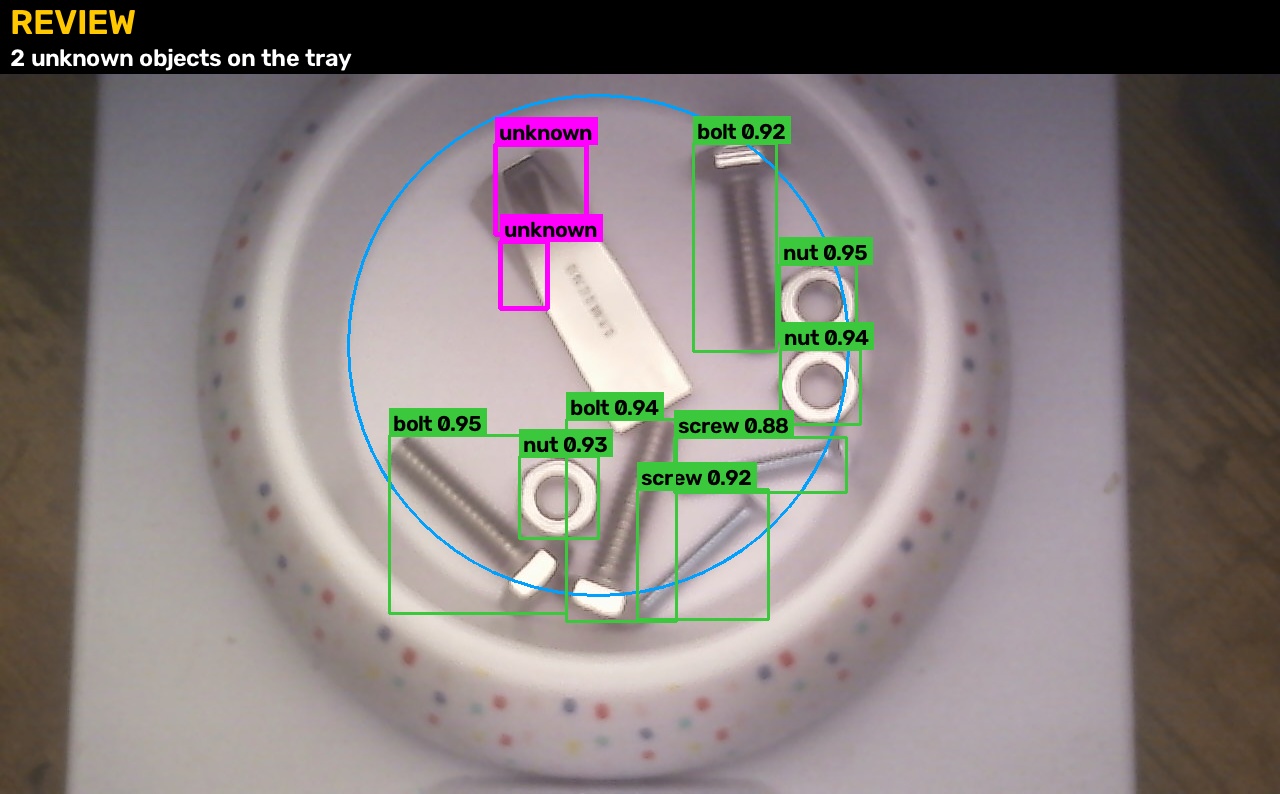 REVIEW
2 unknown objects on the tray
unknown
bolt 0.92
unknown
nut 0.95
nut 0.94
bolt 0.94
bolt 0.95
screw 0.88
nut 0.93
screw 0.92
SAMSUNG